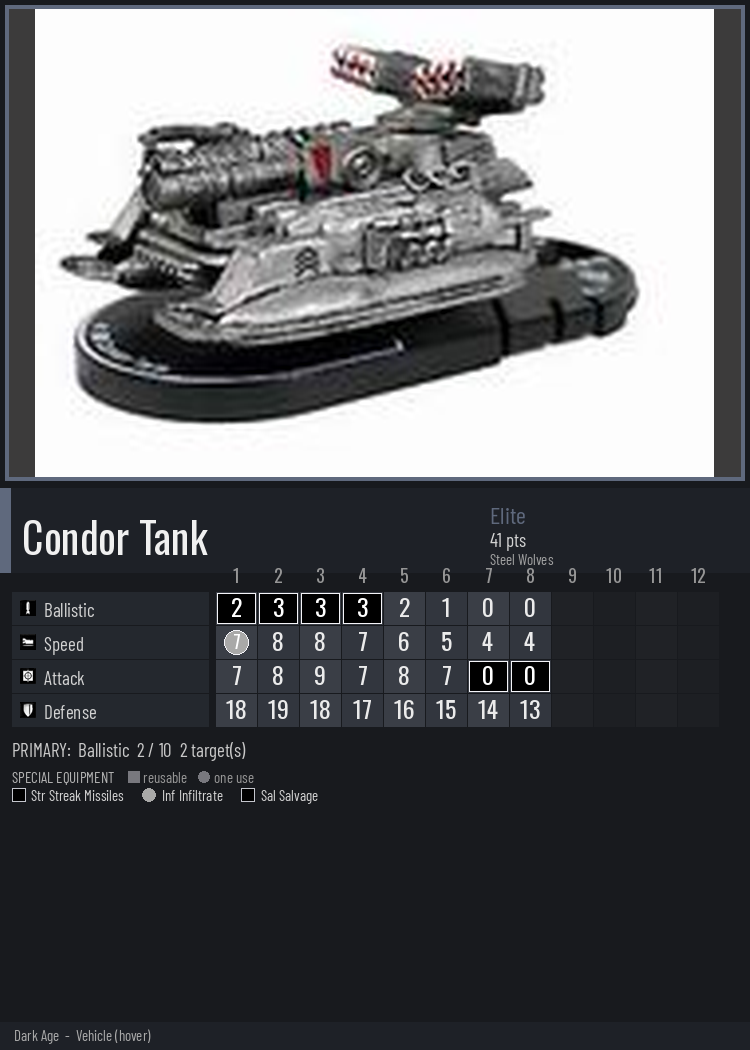 Condor Tank
Elite
41 pts
Steel Wolves
1 2 3 4 5 6 7 8 9 10 11 12
Ballistic 2 3 3 3 2 1 0 0
Speed 7 8 8 7 6 5 4 4
Attack 7 8 9 7 8 7 0 0
Defense 18 19 18 17 16 15 14 13
PRIMARY: Ballistic 2 / 10 2 target(s)
SPECIAL EQUIPMENT reusable one use
Str Streak Missiles Inf Infiltrate Sal Salvage
Dark Age - Vehicle (hover)